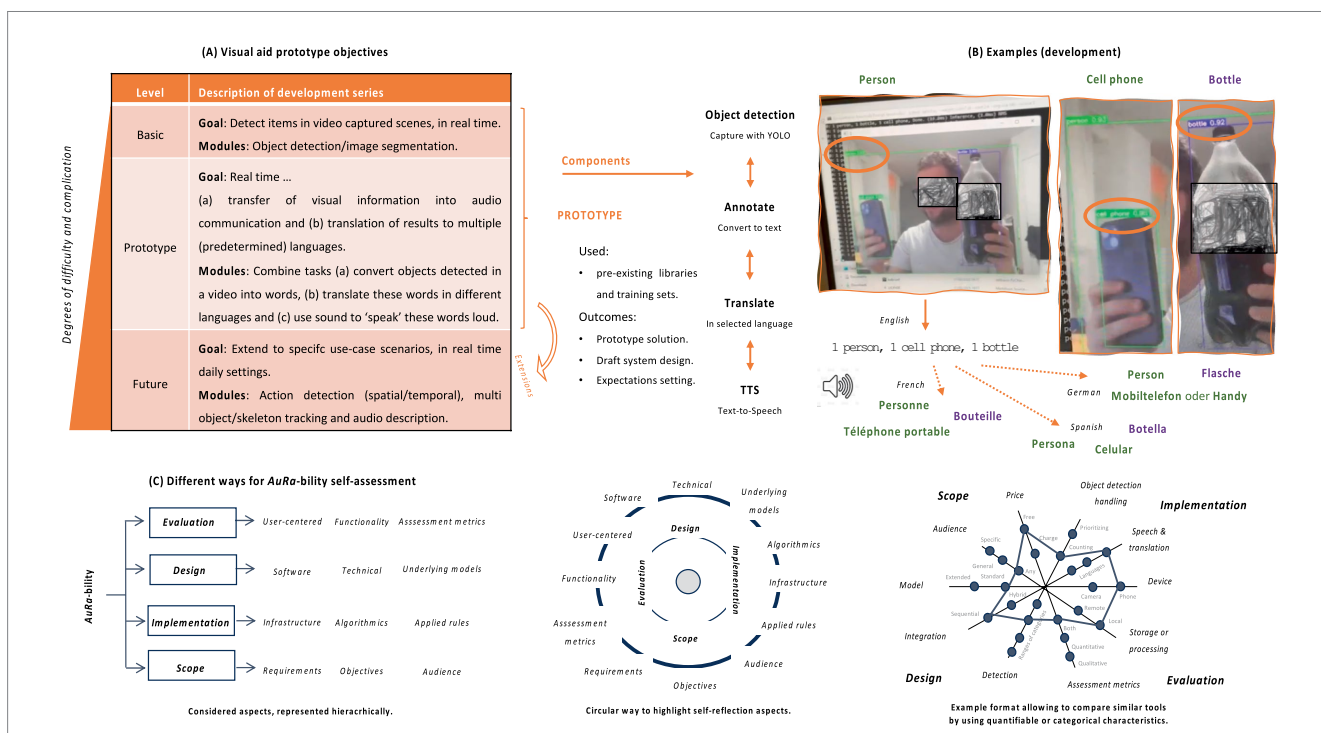 (A) Visual aid prototype objectives
Degrees of difficulty and complication
Level Description of development series
Basic
Goal: Detect items in video captured scenes, in real time.
Modules: Object detection/image segmentation.
Prototype
Goal: Real time …
(a) transfer of visual information into audio
communication and (b) translation of results to multiple
(predetermined) languages.
Modules: Combine tasks (a) convert objects detected in
a video into words, (b) translate these words in different
languages and (c) use sound to ‘speak’ these words loud.
Future
Goal: Extend to specifc use-case scenarios, in real time
daily settings.
Modules: Action detection (spatial/temporal), multi
object/skeleton tracking and audio description.
Extensions
Components
PROTOTYPE
Used:
• pre-existing libraries
and training sets.
Outcomes:
• Prototype solution.
• Draft system design.
• Expectations setting.
Object detection
Capture with YOLO
Annotate
Convert to text
Translate
In selected language
TTS
Text-to-Speech
(B) Examples (development)
Person
Cell phone
Bottle
person 0.92
bottle 0.92
English
1 person, 1 cell phone, 1 bottle
French
Personne
Bouteille
Téléphone portable
German
Person
Flasche
Mobiltelefon oder Handy
Spanish
Botella
Persona
Celular
(C) Different ways for AuRa-bility self-assessment
AuRa-bility
Evaluation User-centered Functionality Asssessment metrics
Design Software Technical Underlying models
Implementation Infrastructure Algorithmics Applied rules
Scope Requirements Objectives Audience
Considered aspects, represented hieracrhically.
Technical
Software
Underlying
models
User-centered
Design
Algorithmics
Functionality
Evaluation
Implementation
Infrastructure
Asssessment
metrics
Scope
Applied rules
Requirements
Audience
Objectives
Circular way to highlight self-reflection aspects.
Scope
Price
Object detection
handling
Implementation
Audience
Free
Charge
Prioritising
Counting
Speech &
translation
Specific
General
Any
Languages
Model
Extended
Standard
Device
Camera
Phone
Hybrid
Sequential
Remote
Local
Integration
Ranges of categories
Both
Quantitative
Qualitative
Storage or
processing
Design
Detection
Assessment metrics
Evaluation
Example format allowing to compare similar tools
by using quantifiable or categorical characteristics.